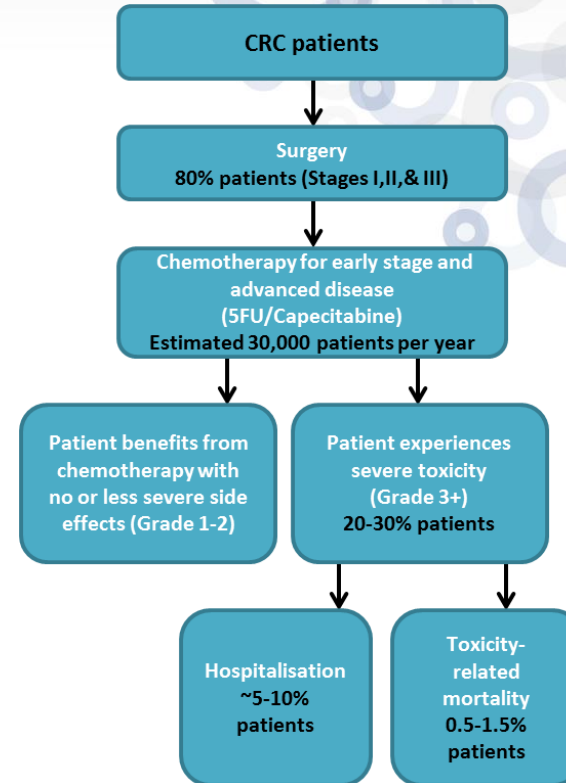 CRC patients
Surgery
80% patients (Stages I,II,& III)
Chemotherapy for early stage and
advanced disease
(5FU/Capecitabine)
Estimated 30,000 patients per year
Patient benefits from
chemotherapy with
no or less severe side
effects (Grade 1-2)
Patient experiences
severe toxicity
(Grade 3+)
20-30% patients
Hospitalisation
~5-10%
patients
Toxicity-
related
mortality
0.5-1.5%
patients